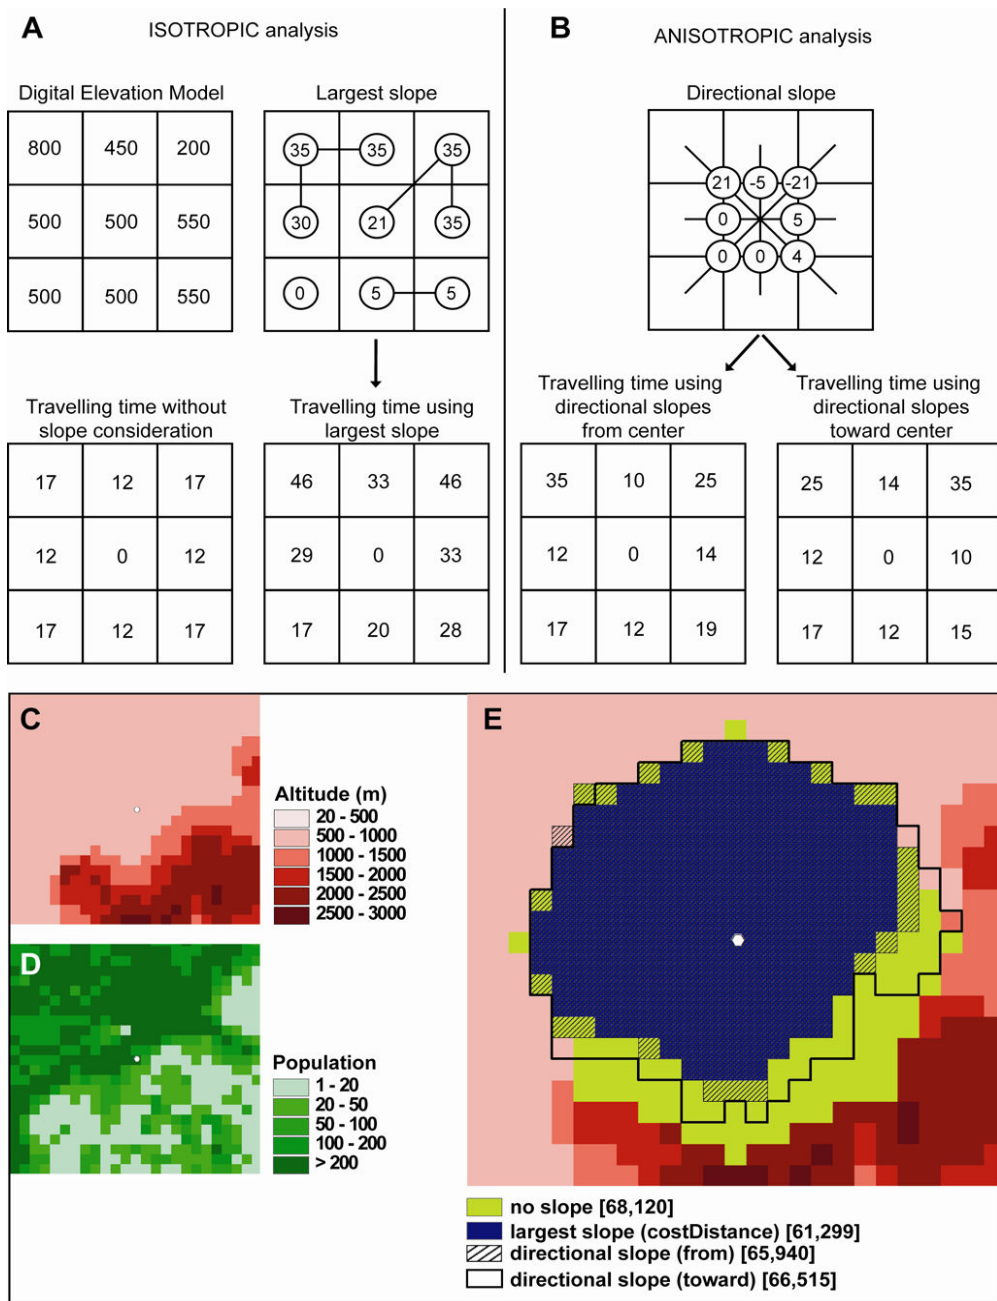 A
ISOTROPIC analysis
Digital Elevation Model
800 450 200
500 500 550
500 500 550
Largest slope
35 35 35
30 21 35
0 5 5
Travelling time without
slope consideration
17 12 17
12 0 12
17 12 17
Travelling time using
largest slope
46 33 46
29 0 33
17 20 28
B
ANISOTROPIC analysis
Directional slope
21 -5 -21
0 5
0 0 4
Travelling time using
directional slopes
from center
35 10 25
12 0 14
17 12 19
Travelling time using
directional slopes
toward center
25 14 35
12 0 10
17 12 15
C
Altitude (m)
20 - 500
500 - 1000
1000 - 1500
1500 - 2000
2000 - 2500
2500 - 3000
D
Population
1 - 20
20 - 50
50 - 100
100 - 200
> 200
E
no slope [68,120]
largest slope (costDistance) [61,299]
directional slope (from) [65,940]
directional slope (toward) [66,515]